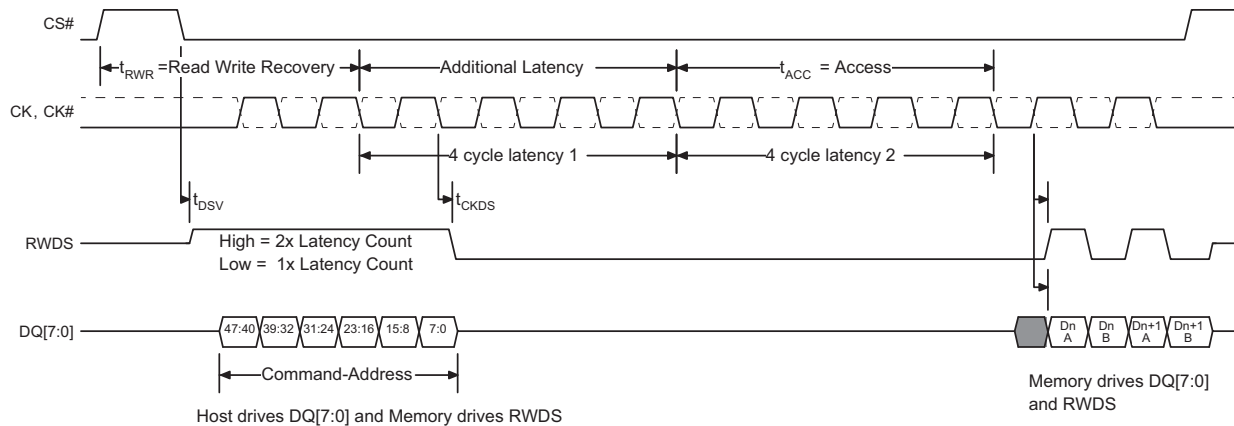 CS#
tRWR =Read Write Recovery
Additional Latency
tACC = Access
CK, CK#
4 cycle latency 1
4 cycle latency 2
tDSV
tCKDS
RWDS
High = 2x Latency Count
Low = 1x Latency Count
DQ[7:0]
47:40
39:32
31:24
23:16
15:8
7:0
Dn
A
Dn
B
Dn+1
A
Dn+1
B
Command-Address
Memory drives DQ[7:0]
and RWDS
Host drives DQ[7:0] and Memory drives RWDS